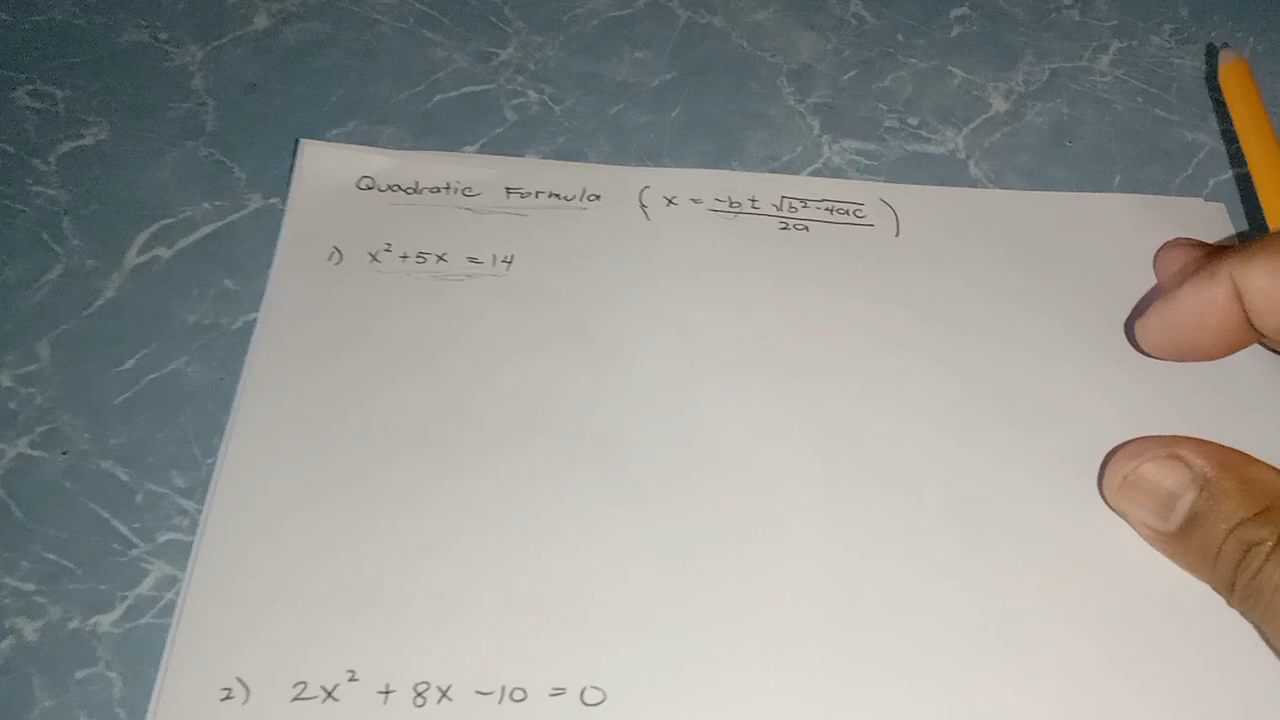 Quadratic Formula (x = -b ± √b² - 4ac / 2a)
1) x² + 5x = 14
2) 2x² + 8x - 10 = 0